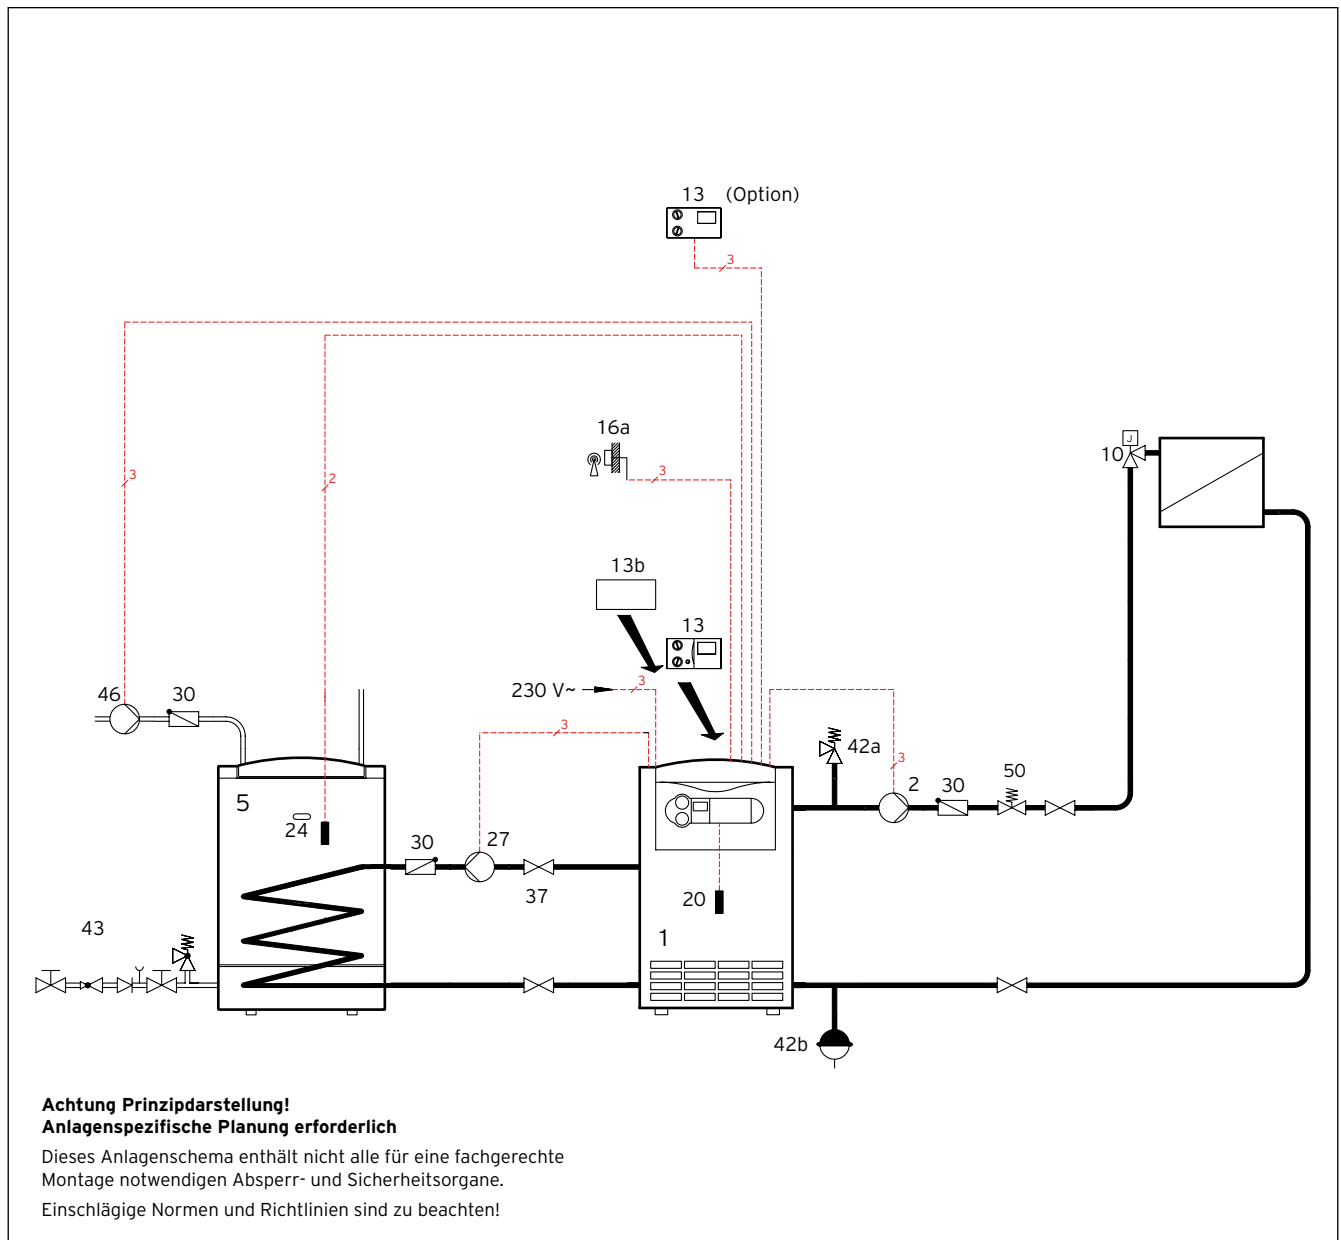 13 (Option)
3
3
2
16a
3
13b
13
3
230 V~
46
30
3
42a
3
2
30
50
10
J
5
24
30
27
37
20
1
43
42b
Achtung Prinzipdarstellung!
Anlagenspezifische Planung erforderlich
Dieses Anlagenschema enthält nicht alle für eine fachgerechte
Montage notwendigen Absperr- und Sicherheitsorgane.
Einschlägige Normen und Richtlinien sind zu beachten!